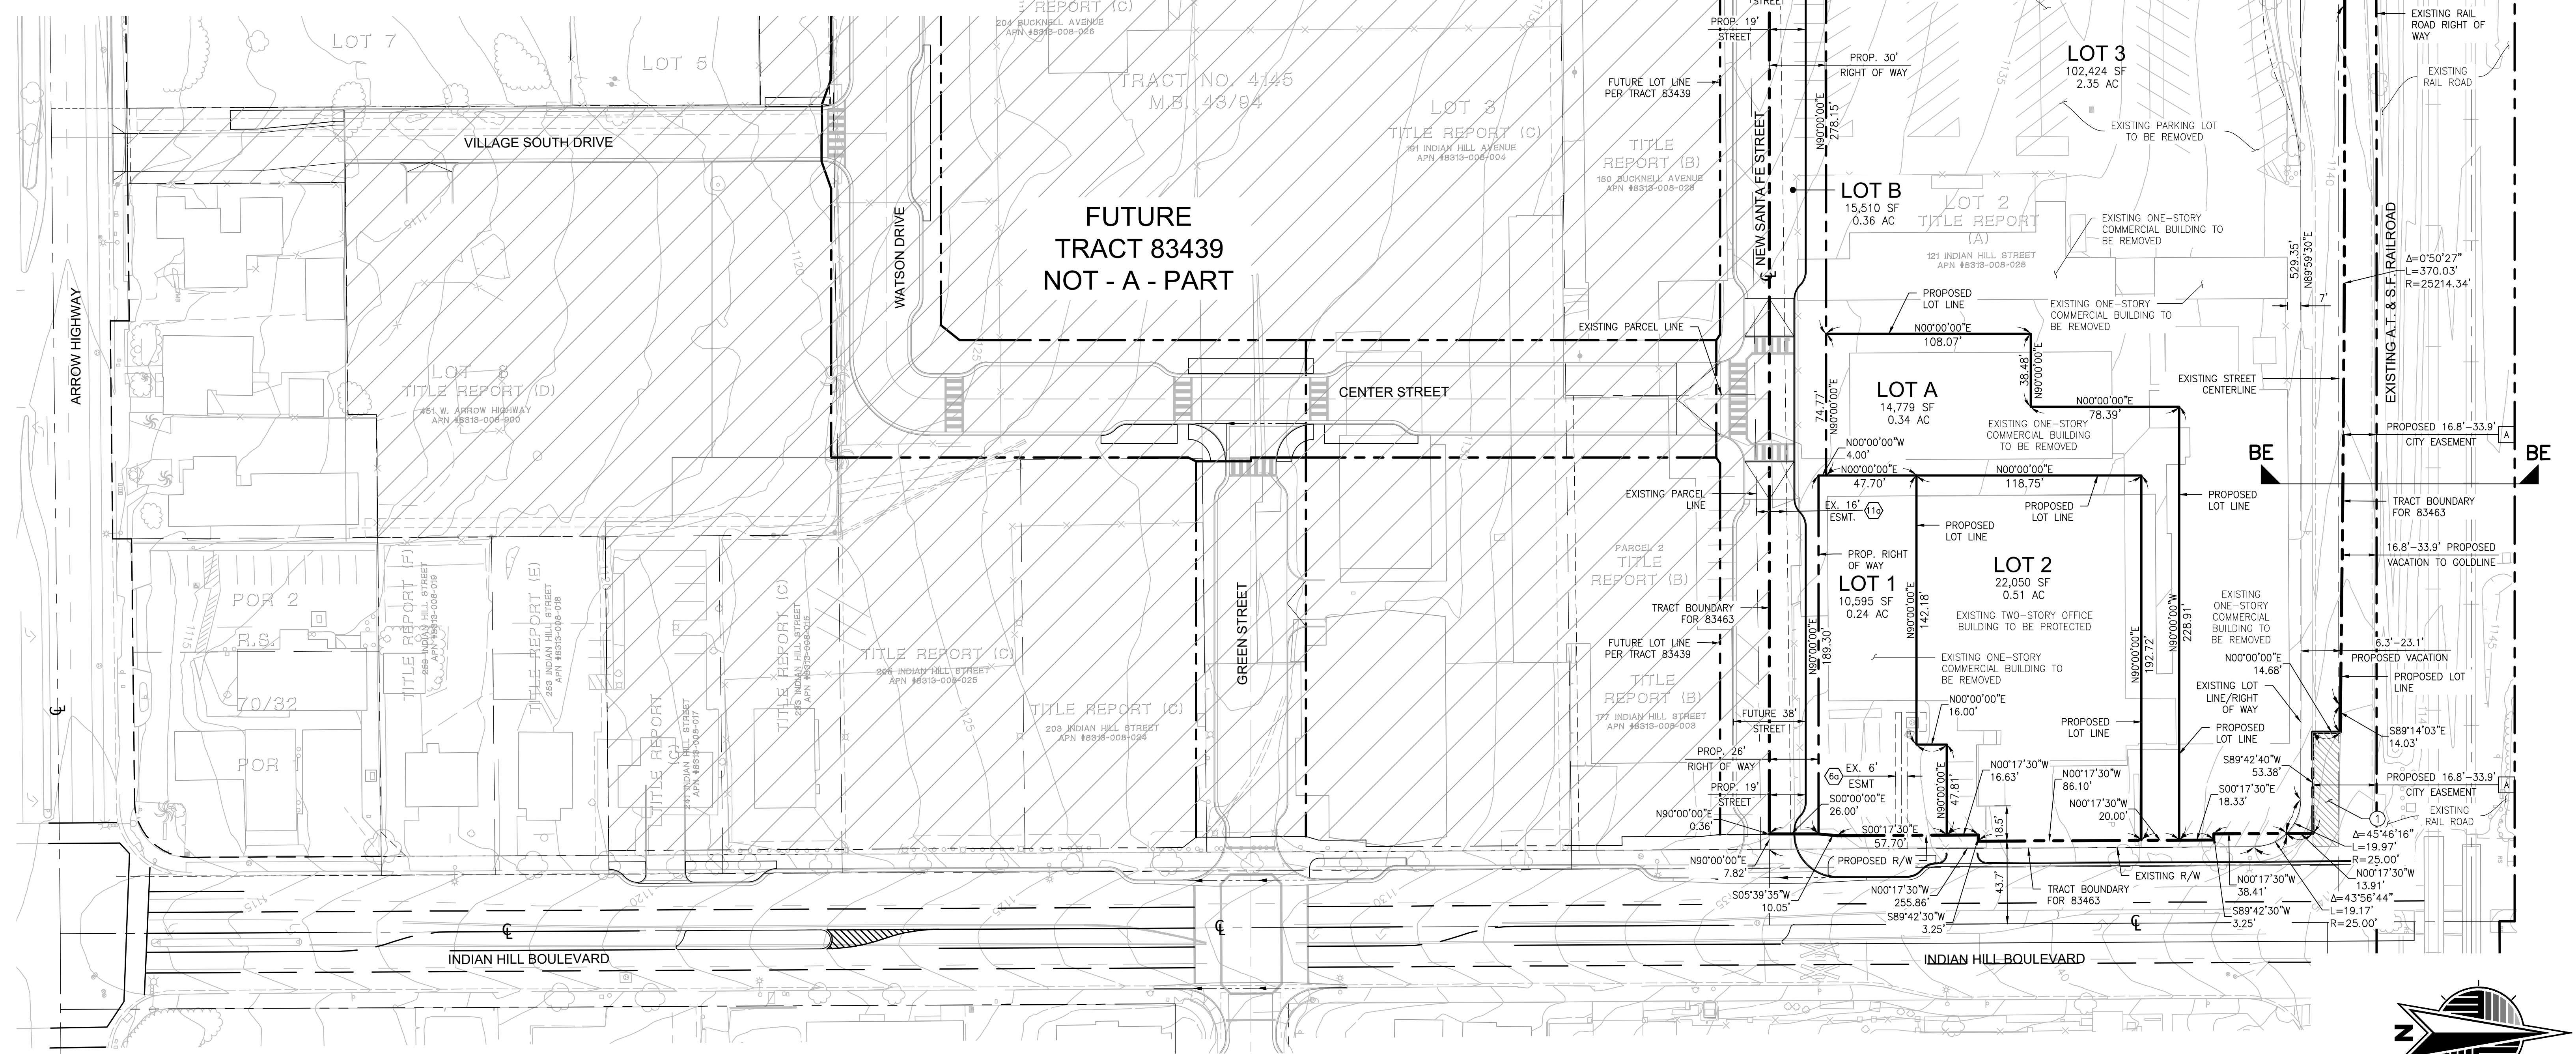 LOT 7
LOT 5
VILLAGE SOUTH DRIVE
ARROW HIGHWAY
LOT 8
TITLE REPORT (D)
451 W. ARROW HIGHWAY
WATSON DRIVE
REPORT (C)
204 BUCKNELL AVENUE
APN #8313-008-026
TRACT NO. 4145
M.B. 43/94
FUTURE
TRACT 83439
NOT - A - PART
LOT 3
TITLE REPORT (C)
191 INDIAN HILL AVENUE
APN #8313-008-004
TITLE
REPORT (B)
180 BUCKNELL AVENUE
APN #8313-008-023
CENTER STREET
GREEN STREET
POR 2
R.S.
70/32
POR 1
TITLE REPORT (F)
269 INDIAN HILL STREET
APN #8313-008-019
TITLE REPORT (E)
263 INDIAN HILL STREET
APN #8313-008-018
TITLE REPORT
(C)
241 INDIAN HILL STREET
APN #8313-008-017
TITLE REPORT (C)
233 INDIAN HILL STREET
APN #8313-008-016
TITLE REPORT (C)
205 INDIAN HILL STREET
APN #8313-008-025
TITLE REPORT (C)
203 INDIAN HILL STREET
APN #8313-008-024
PARCEL 2
TITLE
REPORT (B)
TITLE
REPORT (B)
177 INDIAN HILL STREET
APN #8313-008-003
STREET
PROP. 19'
STREET
PROP. 30'
RIGHT OF WAY
FUTURE LOT LINE
PER TRACT 83439
NEW SANTA FE STREET
N90°00'00"E
278.15'
LOT B
15,510 SF
0.36 AC
LOT 3
102,424 SF
2.35 AC
EXISTING PARKING LOT
TO BE REMOVED
LOT 2
TITLE REPORT
(A)
121 INDIAN HILL STREET
APN #8313-008-028
EXISTING ONE-STORY
COMMERCIAL BUILDING TO
BE REMOVED
EXISTING ONE-STORY
COMMERCIAL BUILDING TO
BE REMOVED
EXISTING RAIL
ROAD RIGHT OF
WAY
EXISTING
RAIL ROAD
529.35'
N89°59'30"E
7'
EXISTING A.T. & S.F. RAILROAD
Δ=0°50'27"
L=370.03'
R=25214.34'
EXISTING PARCEL LINE
PROPOSED
LOT LINE
N00°00'00"E
108.07'
38.48'
N90°00'00"E
N00°00'00"E
78.39'
74.77'
N90°00'00"E
LOT A
14,779 SF
0.34 AC
EXISTING ONE-STORY
COMMERCIAL BUILDING
TO BE REMOVED
EXISTING STREET
CENTERLINE
PROPOSED 16.8'-33.9'
CITY EASEMENT
A
BE
BE
N00°00'00"W
4.00'
N00°00'00"E
47.70'
N00°00'00"E
118.75'
EXISTING PARCEL
LINE
EX. 16'
ESMT.
11a
PROPOSED
LOT LINE
PROPOSED
LOT LINE
PROPOSED
LOT LINE
TRACT BOUNDARY
FOR 83463
PROP. RIGHT
OF WAY
LOT 1
10,595 SF
0.24 AC
LOT 2
22,050 SF
0.51 AC
EXISTING TWO-STORY OFFICE
BUILDING TO BE PROTECTED
16.8'-33.9' PROPOSED
VACATION TO GOLDLINE
TRACT BOUNDARY
FOR 83463
FUTURE LOT LINE
PER TRACT 83439
N90°00'00"E
189.30'
N90°00'00"E
142.18'
N90°00'00"E
192.72'
N90°00'00"W
228.91'
EXISTING
ONE-STORY
COMMERCIAL
BUILDING TO
BE REMOVED
EXISTING ONE-STORY
COMMERCIAL BUILDING TO
BE REMOVED
6.3'-23.1'
PROPOSED VACATION
N00°00'00"E
14.68'
PROPOSED LOT
LINE
EXISTING LOT
LINE/RIGHT
OF WAY
FUTURE 38'
STREET
N00°00'00"E
16.00'
PROPOSED
LOT LINE
PROPOSED
LOT LINE
S89°14'03"E
14.03'
PROP. 26'
RIGHT OF WAY
6a
EX. 6'
ESMT
PROP. 19'
STREET
S00°00'00"E
26.00'
N90°00'00"E
47.81'
N00°17'30"W
16.63'
N00°17'30"W
86.10'
N00°17'30"W
20.00'
S00°17'30"E
18.33'
S89°42'40"W
53.38'
PROPOSED 16.8'-33.9'
CITY EASEMENT
A
EXISTING
RAIL ROAD
1
N90°00'00"E
0.36'
S00°17'30"E
57.70'
18.5'
Δ=45°46'16"
L=19.97'
R=25.00'
N90°00'00"E
7.82'
PROPOSED R/W
43.7'
EXISTING R/W
N00°17'30"W
38.41'
N00°17'30"W
13.91'
S05°39'35"W
10.05'
N00°17'30"W
255.86'
TRACT BOUNDARY
FOR 83463
Δ=43°56'44"
L=19.17'
R=25.00'
S89°42'30"W
3.25'
S89°42'30"W
3.25'
INDIAN HILL BOULEVARD
INDIAN HILL BOULEVARD
N